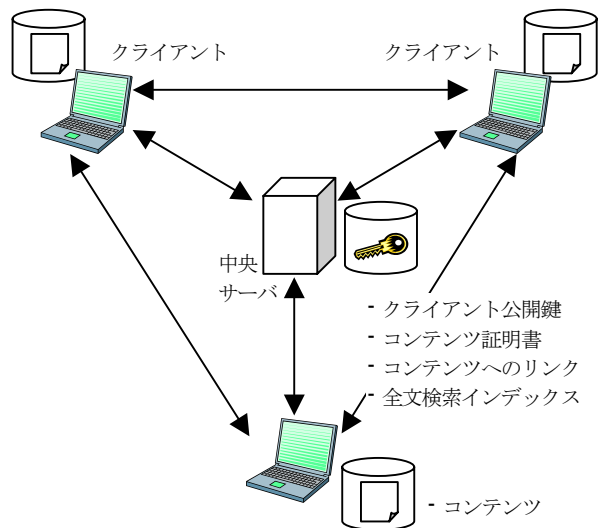 クライアント
クライアント
中央
サーバ
- クライアント公開鍵
- コンテンツ証明書
- コンテンツへのリンク
- 全文検索インデックス
- コンテンツ